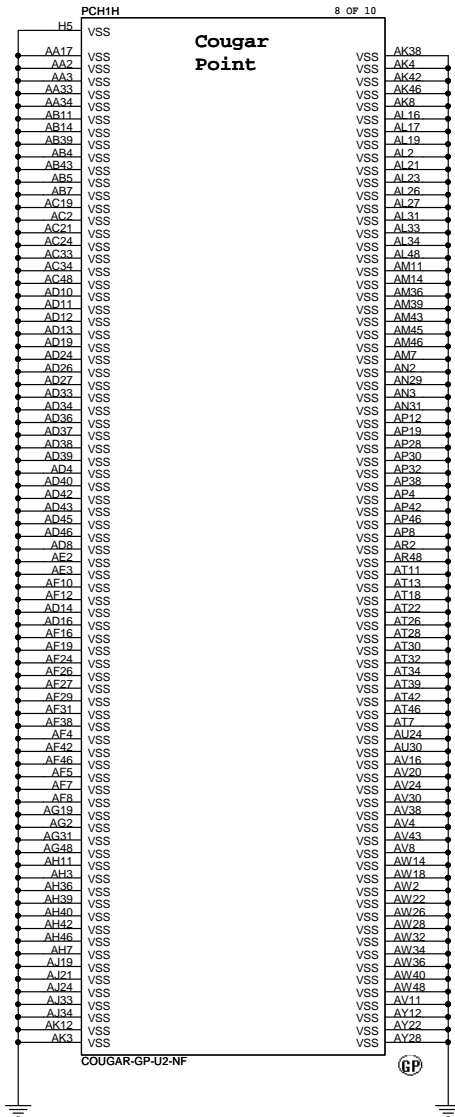 PCH1H 8 OF 10
Cougar
Point
H5 VSS
AA17 VSS VSS AK38
AA2 VSS VSS AK4
AA3 VSS VSS AK42
AA33 VSS VSS AK46
AA34 VSS VSS AK8
AB11 VSS VSS AL16
AB14 VSS VSS AL17
AB39 VSS VSS AL19
AB4 VSS VSS AL2
AB43 VSS VSS AL21
AB5 VSS VSS AL23
AB7 VSS VSS AL26
AC19 VSS VSS AL27
AC2 VSS VSS AL31
AC21 VSS VSS AL33
AC24 VSS VSS AL34
AC33 VSS VSS AL48
AC34 VSS VSS AM11
AC48 VSS VSS AM14
AD10 VSS VSS AM36
AD11 VSS VSS AM39
AD12 VSS VSS AM43
AD13 VSS VSS AM45
AD19 VSS VSS AM46
AD24 VSS VSS AM7
AD26 VSS VSS AN2
AD27 VSS VSS AN29
AD33 VSS VSS AN3
AD34 VSS VSS AN31
AD36 VSS VSS AP12
AD37 VSS VSS AP19
AD38 VSS VSS AP28
AD39 VSS VSS AP30
AD4 VSS VSS AP32
AD40 VSS VSS AP38
AD42 VSS VSS AP4
AD43 VSS VSS AP42
AD45 VSS VSS AP46
AD46 VSS VSS AP8
AD8 VSS VSS AR2
AE2 VSS VSS AR48
AE3 VSS VSS AT11
AF10 VSS VSS AT13
AF12 VSS VSS AT18
AD14 VSS VSS AT22
AD16 VSS VSS AT26
AF16 VSS VSS AT28
AF19 VSS VSS AT30
AF24 VSS VSS AT32
AF26 VSS VSS AT34
AF27 VSS VSS AT39
AF29 VSS VSS AT42
AF31 VSS VSS AT46
AF38 VSS VSS AT7
AF4 VSS VSS AU24
AF42 VSS VSS AU30
AF46 VSS VSS AV16
AF5 VSS VSS AV20
AF7 VSS VSS AV24
AF8 VSS VSS AV30
AG19 VSS VSS AV38
AG2 VSS VSS AV4
AG31 VSS VSS AV43
AG48 VSS VSS AV8
AH11 VSS VSS AW14
AH3 VSS VSS AW18
AH36 VSS VSS AW2
AH39 VSS VSS AW22
AH40 VSS VSS AW26
AH42 VSS VSS AW28
AH46 VSS VSS AW32
AH7 VSS VSS AW34
AJ19 VSS VSS AW36
AJ21 VSS VSS AW40
AJ24 VSS VSS AW48
AJ33 VSS VSS AV11
AJ34 VSS VSS AY12
AK12 VSS VSS AY22
AK3 VSS VSS AY28
COUGAR-GP-U2-NF GP